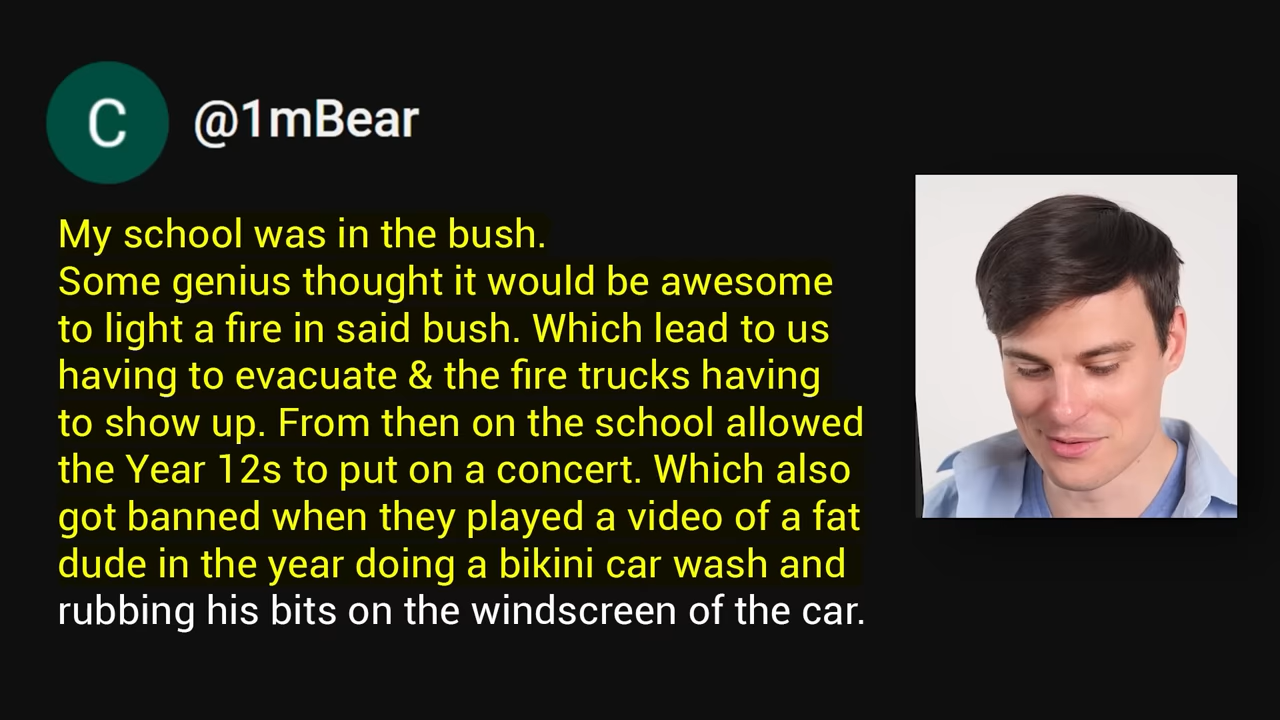 C
@1mBear
My school was in the bush.
Some genius thought it would be awesome
to light a fire in said bush. Which lead to us
having to evacuate & the fire trucks having
to show up. From then on the school allowed
the Year 12s to put on a concert. Which also
got banned when they played a video of a fat
dude in the year doing a bikini car wash and
rubbing his bits on the windscreen of the car.